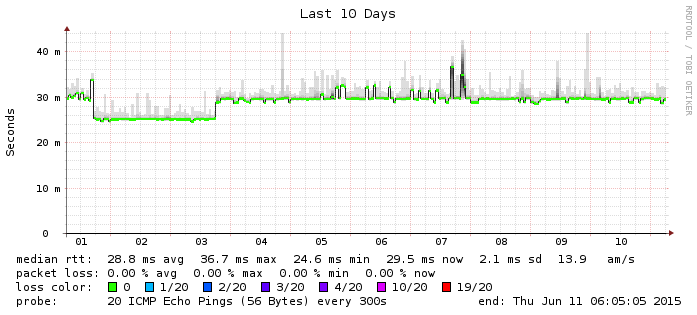 Last 10 Days
RRDTOOL / TOBI OETIKER
Seconds
40 m
30 m
20 m
10 m
0
01 02 03 04 05 06 07 08 09 10
median rtt: 28.8 ms avg 36.7 ms max 24.6 ms min 29.5 ms now 2.1 ms sd 13.9 am/s
packet loss: 0.00 % avg 0.00 % max 0.00 % min 0.00 % now
loss color: 0 1/20 2/20 3/20 4/20 10/20 19/20
probe: 20 ICMP Echo Pings (56 Bytes) every 300s end: Thu Jun 11 06:05:05 2015